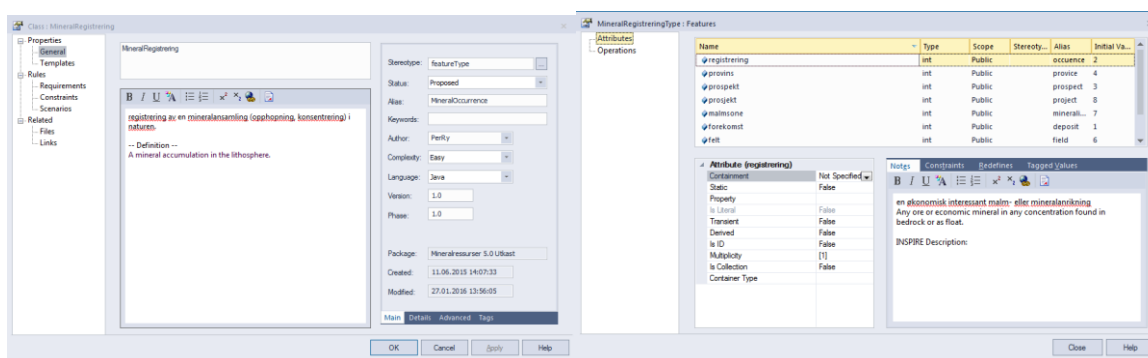 Class : MineralRegistrering
Properties
General
Templates
Rules
Requirements
Constraints
Scenarios
Related
Files
Links
MineralRegistrering
B I U A
registrering av en mineralansamling (opphopning, konsentrering) i
naturen.
-- Definition --
A mineral accumulation in the lithosphere.
Stereotype: featureType ...
Status: Proposed
Alias: MineralOccurrence
Keywords:
Author: PerRy
Complexity: Easy
Language: Java
Version: 1.0
Phase: 1.0
Package: Mineralressurser 5.0 Utkast
Created: 11.06.2015 14:07:33
Modified: 27.01.2016 13:56:05
Main Details Advanced Tags
OK Cancel Apply Help
MineralRegistreringType : Features
Attributes
Operations
Name Type Scope Stereoty... Alias Initial Va...
registrering int Public occuence 2
provins int Public provice 4
prospekt int Public prospect 3
prosjekt int Public project 8
malmsone int Public minerali... 7
forekomst int Public deposit 1
felt int Public field 6
Attribute (registrering)
Containment Not Specified
Static False
Property
Is Literal False
Transient False
Derived False
Is ID False
Multiplicity [1]
Is Collection False
Container Type
Notes Constraints Redefines Tagged Values
B I U A
en økonomisk interessant malm- eller mineralanrikning
Any ore or economic mineral in any concentration found in
bedrock or as float.
INSPIRE Description:
Close Help